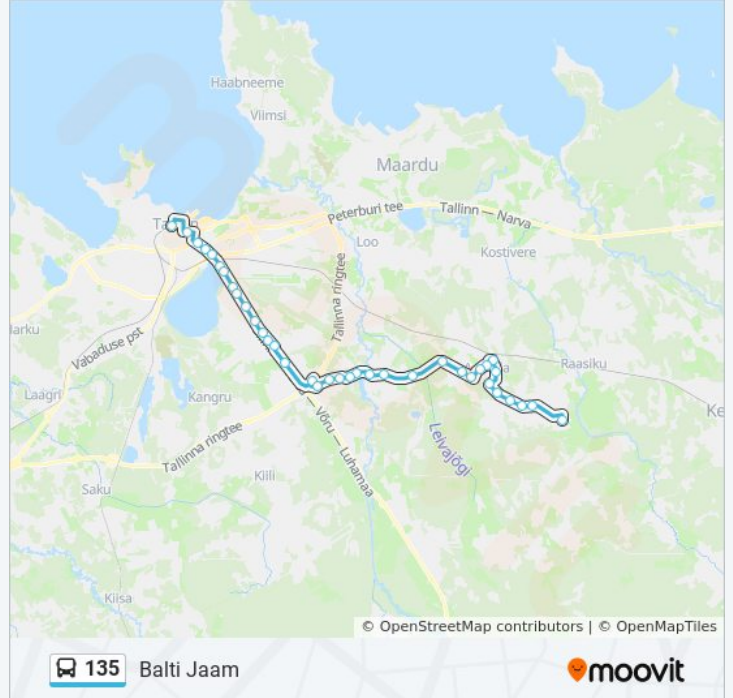 Haabneeme
Viimsi
Maardu
Peterburi tee
Tallinn — Narva
Loo
Kostivere
Tallinna ringtee
Vabaduse pst
Raasiku
Laagri
Kangru
Tallinna ringtee
— Võru — Luhamaa
Leivajõgi
Saku
Kiili
Kiisa
© OpenStreetMap contributors | © OpenMapTiles
135 Balti Jaam
moovit